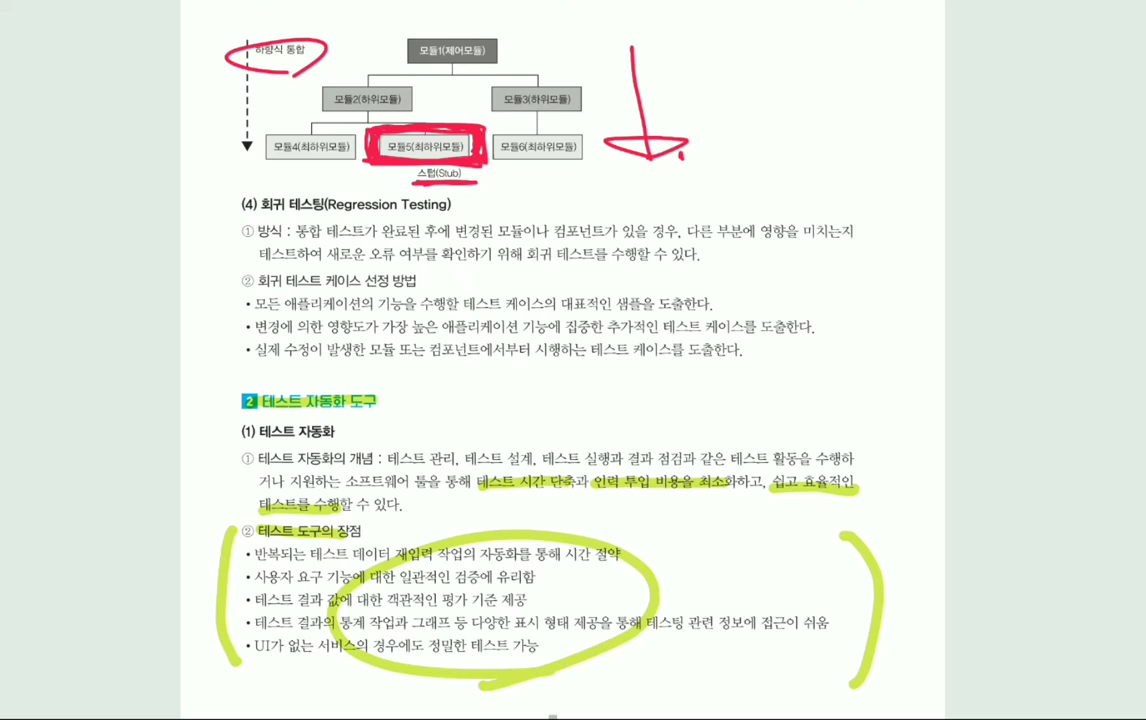 하향식 통합
모듈1(제어모듈)
모듈2(하위모듈) 모듈3(하위모듈)
모듈4(최하위모듈) 모듈5(최하위모듈) 모듈6(최하위모듈)
스텁(Stub)
(4) 회귀 테스팅(Regression Testing)
① 방식 : 통합 테스트가 완료된 후에 변경된 모듈이나 컴포넌트가 있을 경우, 다른 부분에 영향을 미치는지
테스트하여 새로운 오류 여부를 확인하기 위해 회귀 테스트를 수행할 수 있다.
② 회귀 테스트 케이스 선정 방법
• 모든 애플리케이션의 기능을 수행할 테스트 케이스의 대표적인 샘플을 도출한다.
• 변경에 의한 영향도가 가장 높은 애플리케이션 기능에 집중한 추가적인 테스트 케이스를 도출한다.
• 실제 수정이 발생한 모듈 또는 컴포넌트에서부터 시행하는 테스트 케이스를 도출한다.
2 테스트 자동화 도구
(1) 테스트 자동화
① 테스트 자동화의 개념 : 테스트 관리, 테스트 설계, 테스트 실행과 결과 점검과 같은 테스트 활동을 수행하
거나 지원하는 소프트웨어 툴을 통해 테스트 시간 단축과 인력 투입 비용을 최소화하고, 쉽고 효율적인
테스트를 수행할 수 있다.
② 테스트 도구의 장점
• 반복되는 테스트 데이터 재입력 작업의 자동화를 통해 시간 절약
• 사용자 요구 기능에 대한 일관적인 검증에 유리함
• 테스트 결과 값에 대한 객관적인 평가 기준 제공
• 테스트 결과의 통계 작업과 그래프 등 다양한 표시 형태 제공을 통해 테스팅 관련 정보에 접근이 쉬움
• UI가 없는 서비스의 경우에도 정밀한 테스트 가능